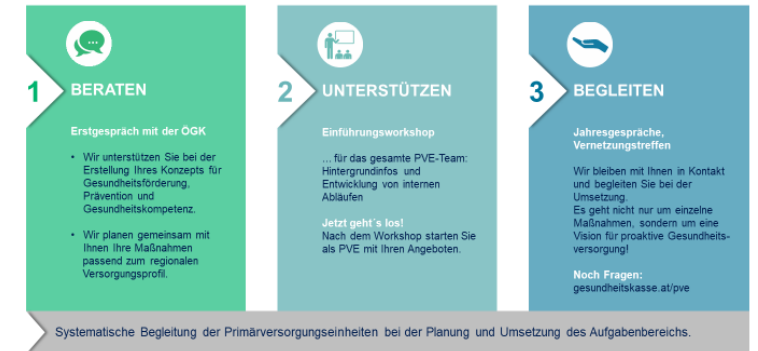 1 BERATEN
Erstgespräch mit der ÖGK
• Wir unterstützen Sie bei der
Erstellung Ihres Konzepts für
Gesundheitsförderung,
Prävention und
Gesundheitskompetenz.
• Wir planen gemeinsam mit
Ihnen Ihre Maßnahmen
passend zum regionalen
Versorgungsprofil.
2 UNTERSTÜTZEN
Einführungsworkshop
... für das gesamte PVE-Team:
Hintergrundinfos und
Entwicklung von internen
Abläufen
Jetzt geht´s los!
Nach dem Workshop starten Sie
als PVE mit Ihren Angeboten.
3 BEGLEITEN
Jahresgespräche,
Vernetzungstreffen
Wir bleiben mit Ihnen in Kontakt
und begleiten Sie bei der
Umsetzung.
Es geht nicht nur um einzelne
Maßnahmen, sondern um eine
Vision für proaktive Gesundheits-
versorgung!
Noch Fragen:
gesundheitskasse.at/pve
Systematische Begleitung der Primärversorgungseinheiten bei der Planung und Umsetzung des Aufgabenbereichs.